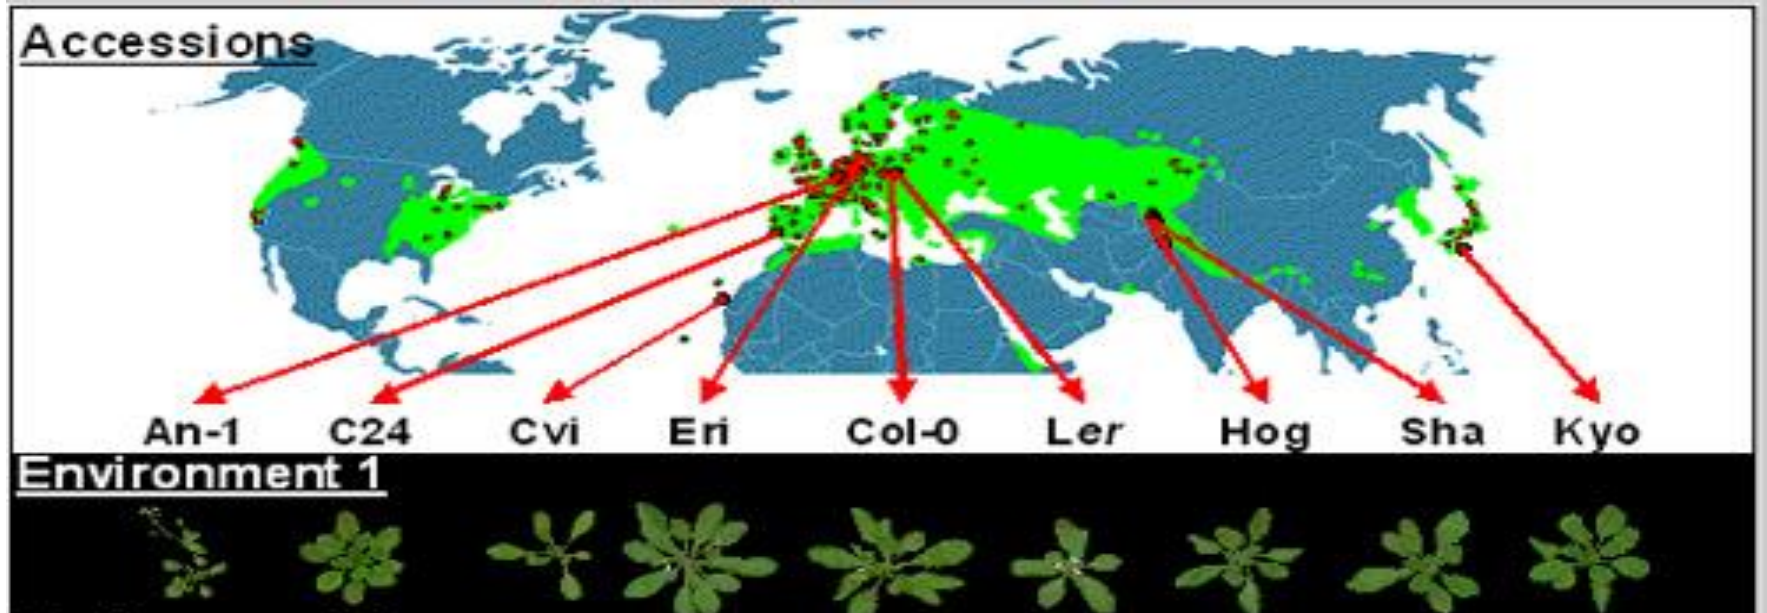 Accessions
An-1 C24 Cvi Eri Col-0 Ler Hog Sha Kyo
Environment 1